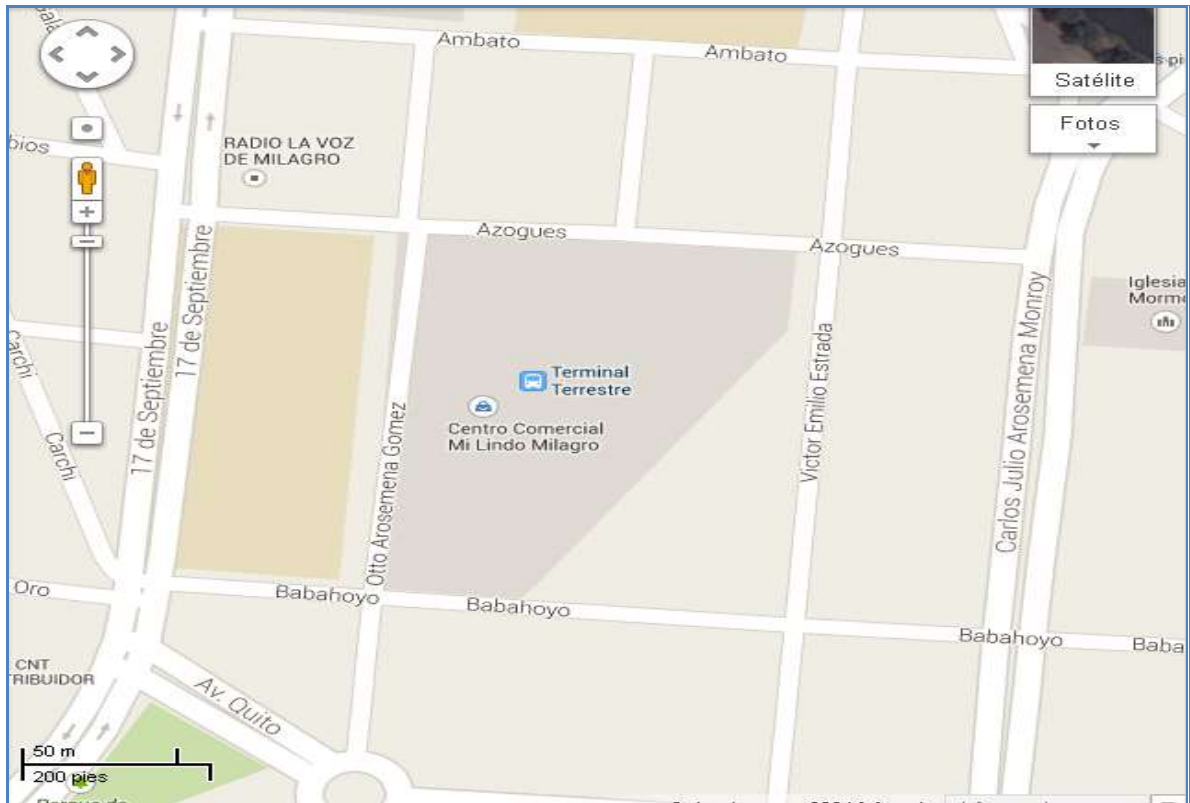 Ambato
Ambato
Satélite
Fotos
RADIO LA VOZ
DE MILAGRO
Azogues
Azogues
17 de Septiembre
17 de Septiembre
Iglesia
Carchi
Carchi
Terminal
Terrestre
Centro Comercial
Mi Lindo Milagro
Otto Arosemena Gomez
Victor Emilio Estrada
Carlos Julio Arosemena Monroy
Oro
Babahoyo
Babahoyo
Babahoyo
Baba
CNT
TRIBUIDOR
Av. Quito
50 m
200 pies